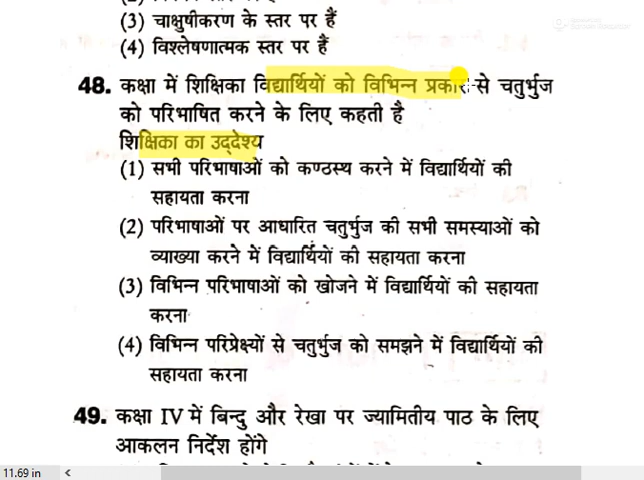 (3) चाक्षुषीकरण के स्तर पर हैं
(4) विश्लेषणात्मक स्तर पर हैं
48. कक्षा में शिक्षिका विद्यार्थियों को विभिन्न प्रकार से चतुर्भुज
को परिभाषित करने के लिए कहती है
शिक्षिका का उद्देश्य
(1) सभी परिभाषाओं को कण्ठस्थ करने में विद्यार्थियों की
सहायता करना
(2) परिभाषाओं पर आधारित चतुर्भुज की सभी समस्याओं को
व्याख्या करने में विद्यार्थियों की सहायता करना
(3) विभिन्न परिभाषाओं को खोजने में विद्यार्थियों की सहायता
करना
(4) विभिन्न परिप्रेक्ष्यों से चतुर्भुज को समझने में विद्यार्थियों की
सहायता करना
49. कक्षा IV में बिन्दु और रेखा पर ज्यामितीय पाठ के लिए
आकलन निर्देश होंगे
11.69 in